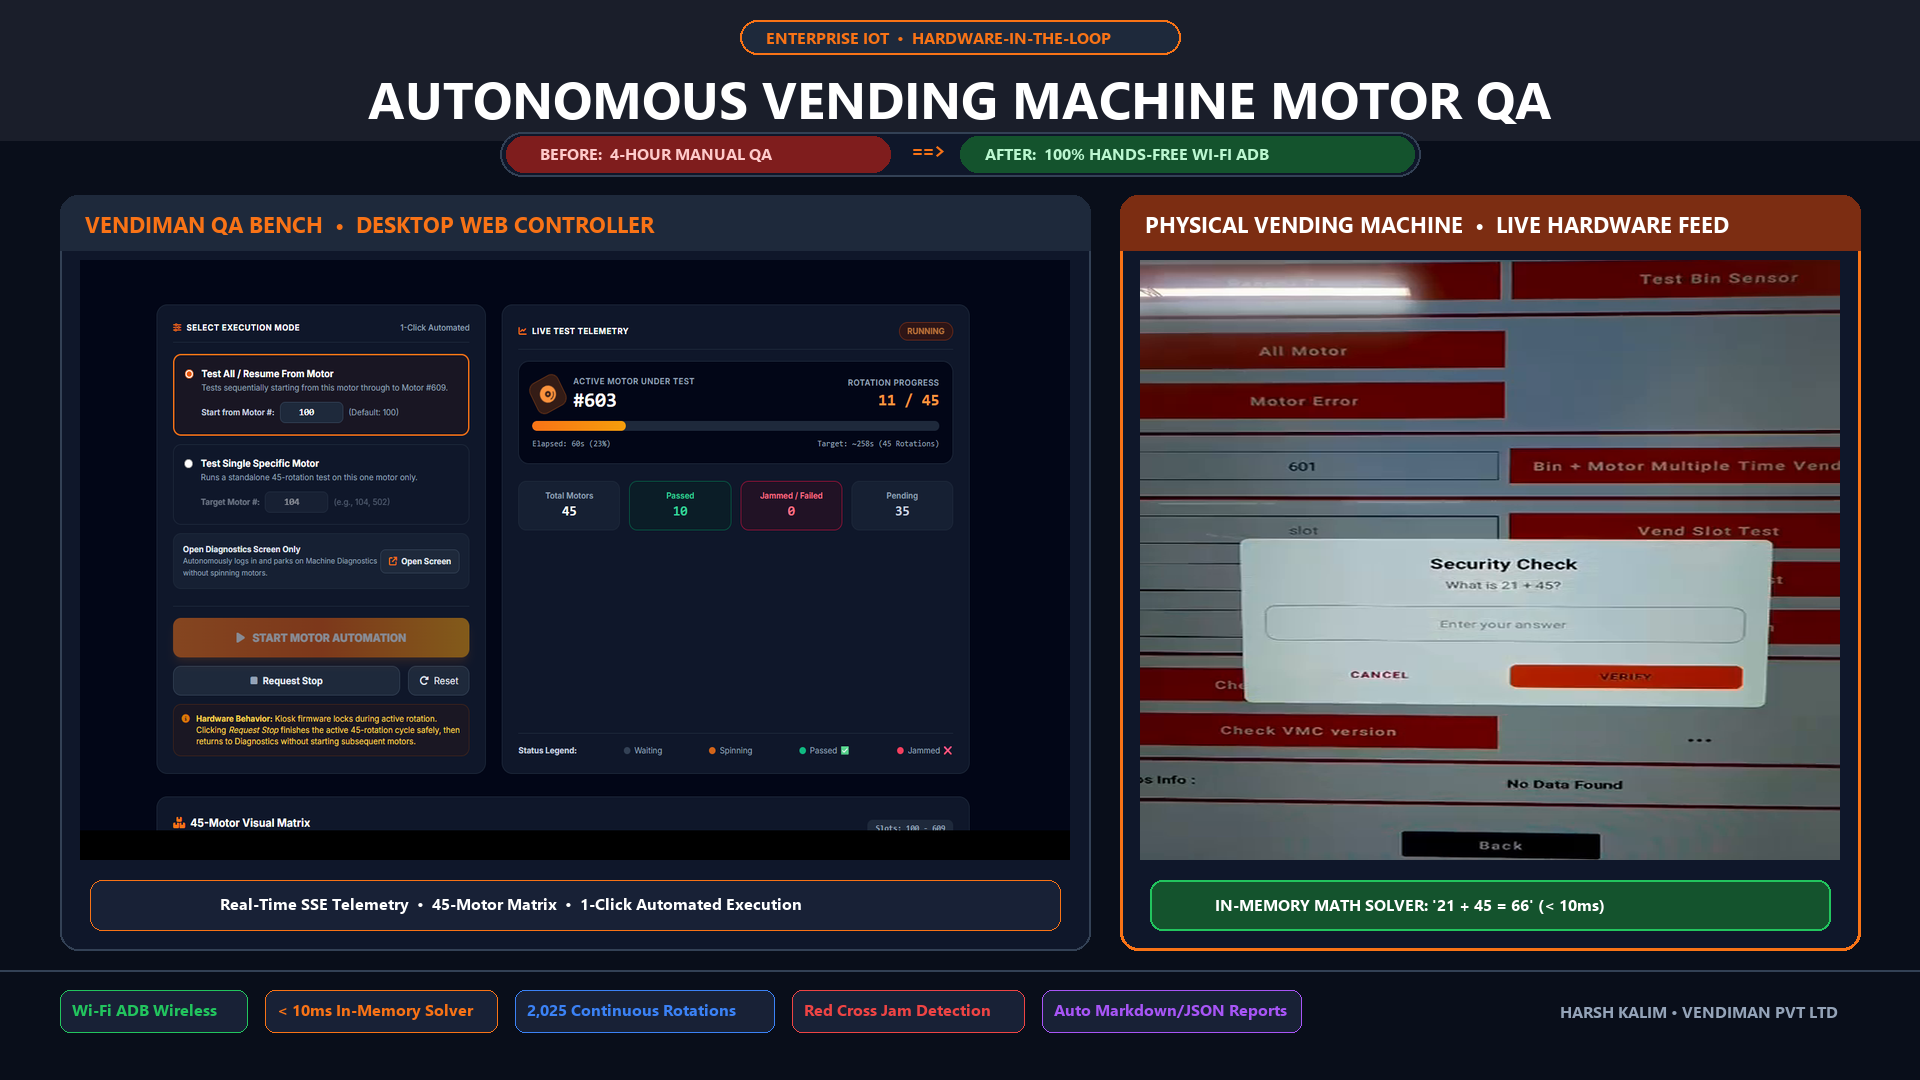 ENTERPRISE IOT • HARDWARE-IN-THE-LOOP
AUTONOMOUS VENDING MACHINE MOTOR QA
BEFORE: 4-HOUR MANUAL QA
==>
AFTER: 100% HANDS-FREE WI-FI ADB
VENDIMAN QA BENCH • DESKTOP WEB CONTROLLER
SELECT EXECUTION MODE
1-Click Automated
Test All / Resume From Motor
Tests sequentially starting from this motor through to Motor #609.
Start from Motor #: 100 (Default: 100)
Test Single Specific Motor
Runs a standalone 45-rotation test on this one motor only.
Target Motor #: 104 (e.g., 104, 502)
Open Diagnostics Screen Only
Autonomously logs in and parks on Machine Diagnostics
without spinning motors.
Open Screen
START MOTOR AUTOMATION
Request Stop
Reset
Hardware Behavior: Kiosk firmware locks during active rotation.
Clicking Request Stop finishes the active 45-rotation cycle safely, then
returns to Diagnostics without starting subsequent motors.
LIVE TEST TELEMETRY
RUNNING
ACTIVE MOTOR UNDER TEST
#603
ROTATION PROGRESS
11 / 45
Elapsed: 60s (23%)
Target: ~258s (45 Rotations)
Total Motors
45
Passed
10
Jammed / Failed
0
Pending
35
Status Legend:
Waiting
Spinning
Passed ✅
Jammed ❌
45-Motor Visual Matrix
Slots: 100 - 609
Real-Time SSE Telemetry • 45-Motor Matrix • 1-Click Automated Execution
PHYSICAL VENDING MACHINE • LIVE HARDWARE FEED
Test Bin Sensor
All Motor
Motor Error
601
Bin + Motor Multiple Time Vend
slot
Vend Slot Test
Security Check
What is 21 + 45?
Enter your answer
CANCEL
VERIFY
Check VMC version
...
No Data Found
Info :
Back
IN-MEMORY MATH SOLVER: '21 + 45 = 66' (< 10ms)
Wi-Fi ADB Wireless
< 10ms In-Memory Solver
2,025 Continuous Rotations
Red Cross Jam Detection
Auto Markdown/JSON Reports
HARSH KALIM • VENDIMAN PVT LTD